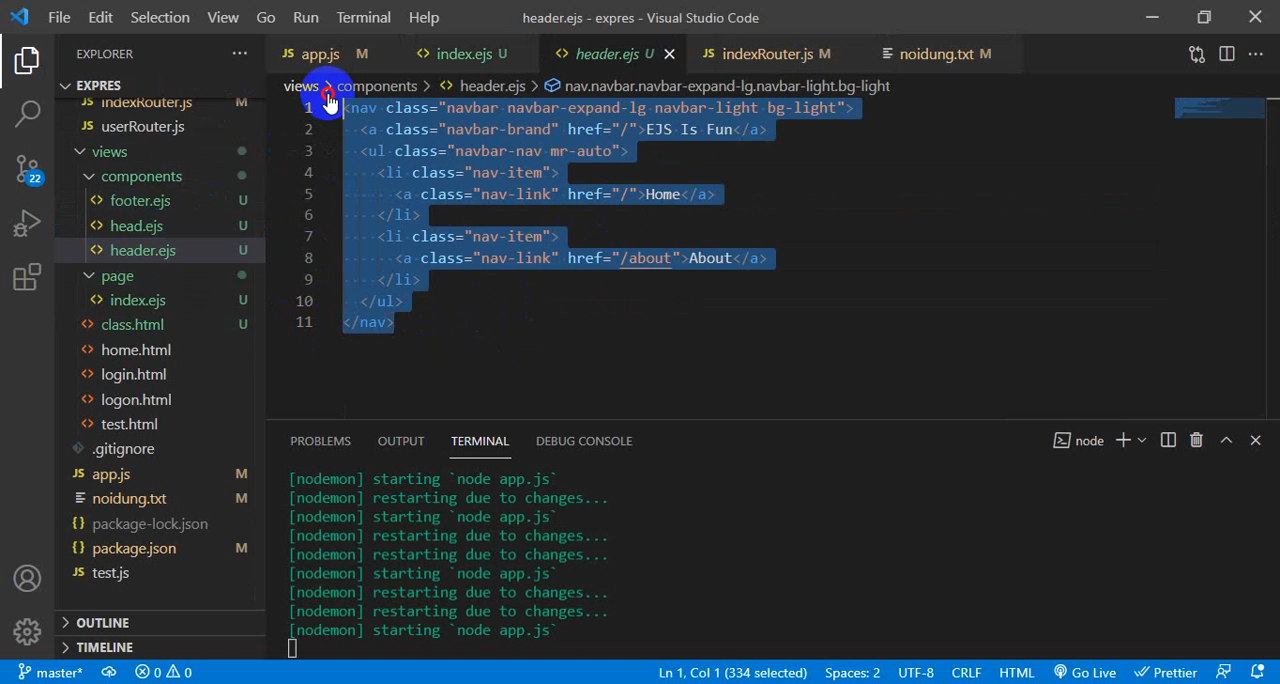 File Edit Selection View Go Run Terminal Help header.ejs - expres - Visual Studio Code
EXPLORER
JS app.js M
index.ejs U
header.ejs U
JS indexRouter.js M
noidung.txt M
EXPRES
views > components > header.ejs > nav.navbar.navbar-expand-lg.navbar-light.bg-light
JS indexRouter.js M
JS userRouter.js
views
components
footer.ejs U
head.ejs U
header.ejs U
page
index.ejs U
class.html U
home.html
login.html
logon.html
test.html
.gitignore
JS app.js M
noidung.txt M
{} package-lock.json
{} package.json M
JS test.js
OUTLINE
TIMELINE
22
1 <nav class="navbar navbar-expand-lg navbar-light bg-light">
2 <a class="navbar-brand" href="/">EJS Is Fun</a>
3 <ul class="navbar-nav mr-auto">
4 <li class="nav-item">
5 <a class="nav-link" href="/">Home</a>
6 </li>
7 <li class="nav-item">
8 <a class="nav-link" href="/about">About</a>
9 </li>
10 </ul>
11 </nav>
PROBLEMS OUTPUT TERMINAL DEBUG CONSOLE node
[nodemon] starting `node app.js`
[nodemon] restarting due to changes...
[nodemon] starting `node app.js`
[nodemon] restarting due to changes...
[nodemon] restarting due to changes...
[nodemon] starting `node app.js`
[nodemon] restarting due to changes...
[nodemon] restarting due to changes...
[nodemon] starting `node app.js`
master* 0 0 Ln 1, Col 1 (334 selected) Spaces: 2 UTF-8 CRLF HTML Go Live Prettier